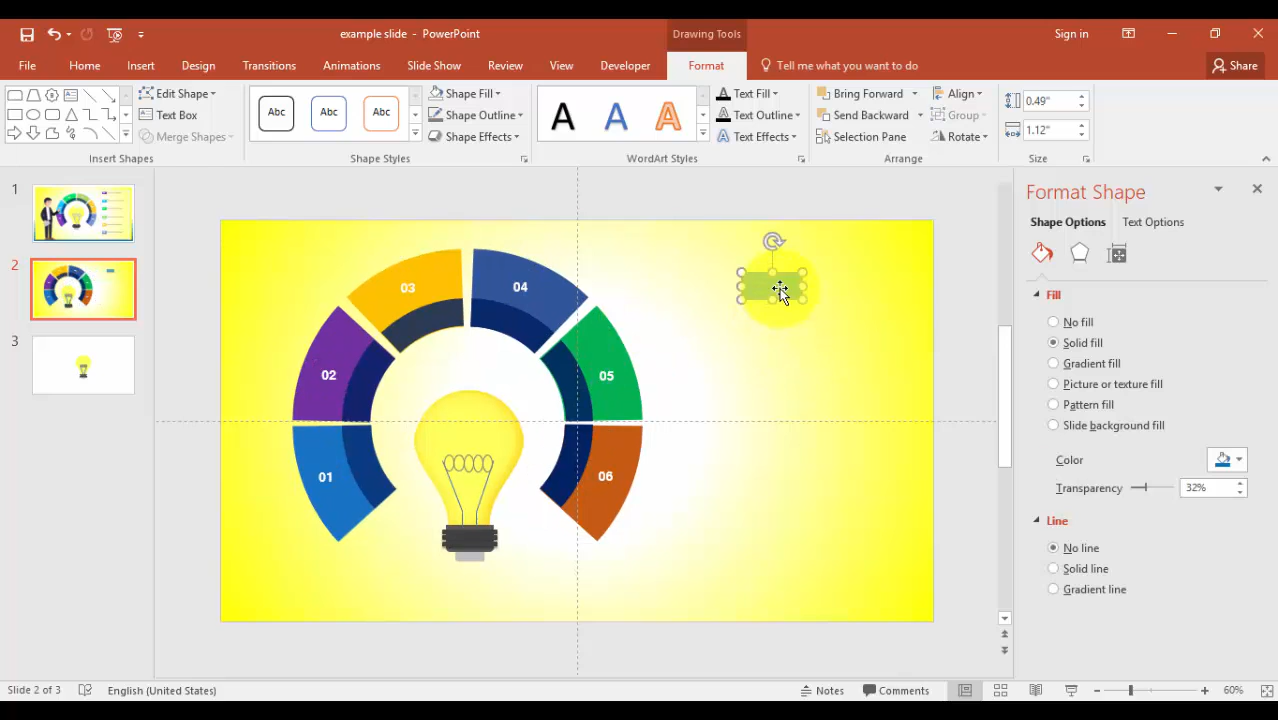 example slide - PowerPoint
Drawing Tools
Sign in
File
Home
Insert
Design
Transitions
Animations
Slide Show
Review
View
Developer
Format
Tell me what you want to do
Share
Edit Shape
Text Box
Merge Shapes
Insert Shapes
Abc
Abc
Abc
Shape Fill
Shape Outline
Shape Effects
Shape Styles
A
A
A
Text Fill
Text Outline
Text Effects
WordArt Styles
Bring Forward
Send Backward
Selection Pane
Align
Group
Rotate
Arrange
0.49"
1.12"
Size
1
2
3
01
02
03
04
05
06
Format Shape
Shape Options
Text Options
Fill
No fill
Solid fill
Gradient fill
Picture or texture fill
Pattern fill
Slide background fill
Color
Transparency
32%
Line
No line
Solid line
Gradient line
Slide 2 of 3
English (United States)
Notes
Comments
60%